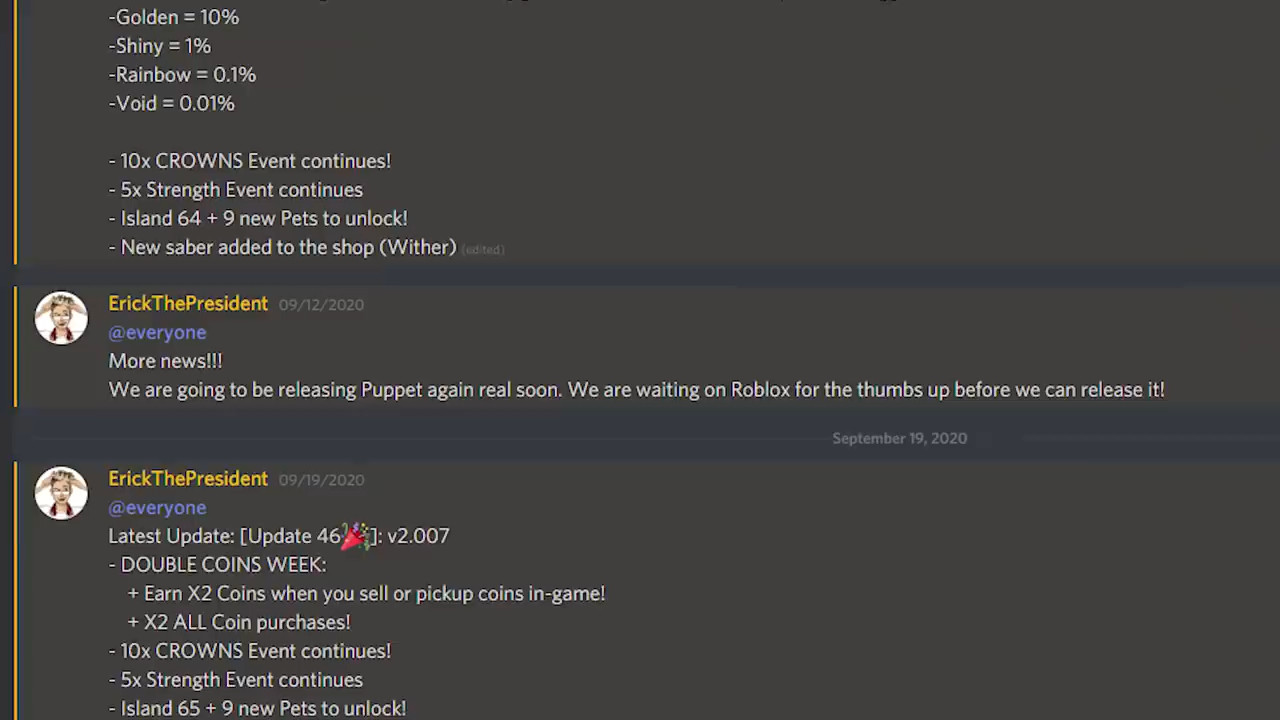 -Golden = 10%
-Shiny = 1%
-Rainbow = 0.1%
-Void = 0.01%
- 10x CROWNS Event continues!
- 5x Strength Event continues
- Island 64 + 9 new Pets to unlock!
- New saber added to the shop (Wither) (edited)
ErickThePresident 09/12/2020
@everyone
More news!!!
We are going to be releasing Puppet again real soon. We are waiting on Roblox for the thumbs up before we can release it!
September 19, 2020
ErickThePresident 09/19/2020
@everyone
Latest Update: [Update 46🎉]: v2.007
- DOUBLE COINS WEEK:
+ Earn X2 Coins when you sell or pickup coins in-game!
+ X2 ALL Coin purchases!
- 10x CROWNS Event continues!
- 5x Strength Event continues
- Island 65 + 9 new Pets to unlock!